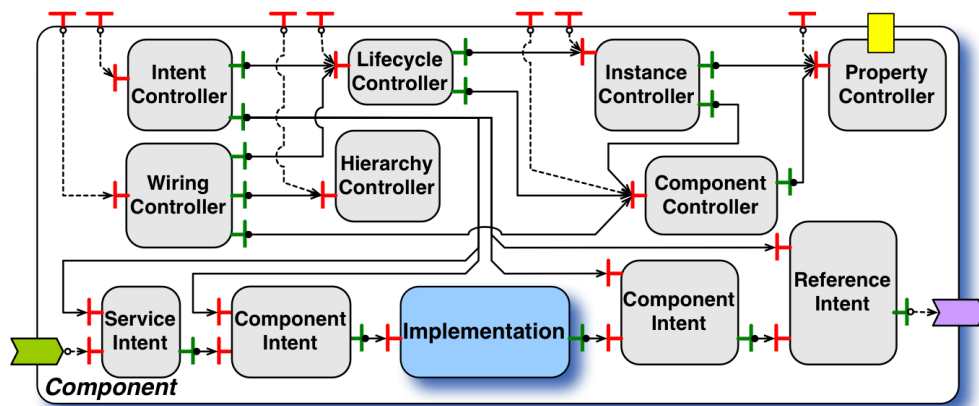 Intent
Controller
Lifecycle
Controller
Instance
Controller
Property
Controller
Wiring
Controller
Hierarchy
Controller
Component
Controller
Service
Intent
Component
Intent
Implementation
Component
Intent
Reference
Intent
Component